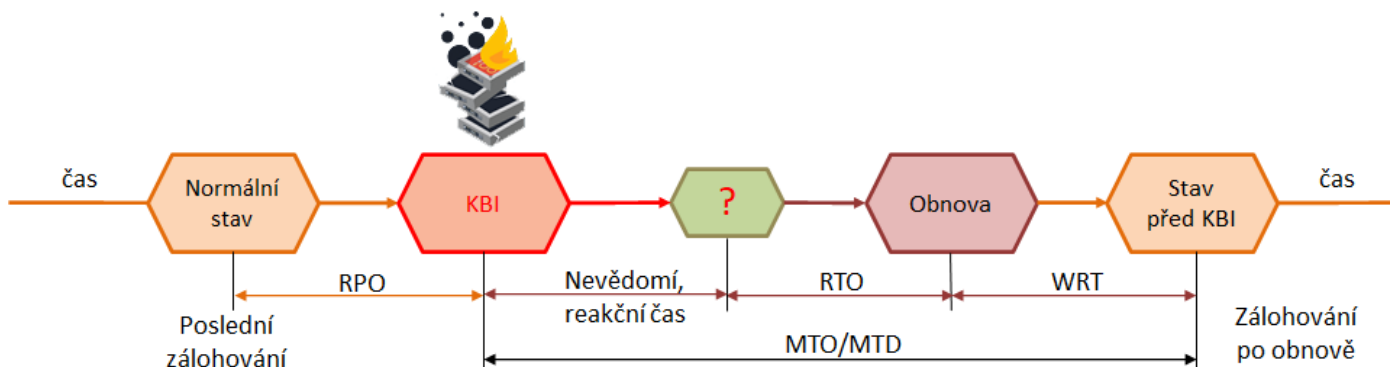 čas
Normální
stav
KBI
?
Obnova
Stav
před KBI
čas
RPO
Nevědomí,
reakční čas
RTO
WRT
Poslední
zálohování
MTO/MTD
Zálohování
po obnově